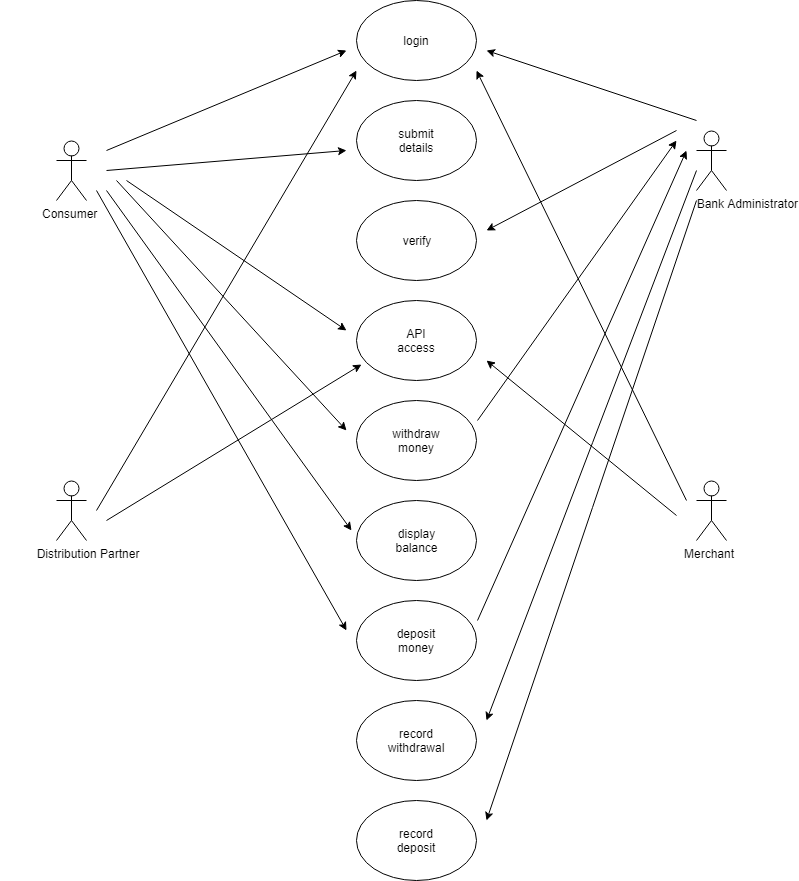 login
submit
details
Consumer
Bank Administrator
verify
API
access
withdraw
money
display
balance
Distribution Partner
Merchant
deposit
money
record
withdrawal
record
deposit